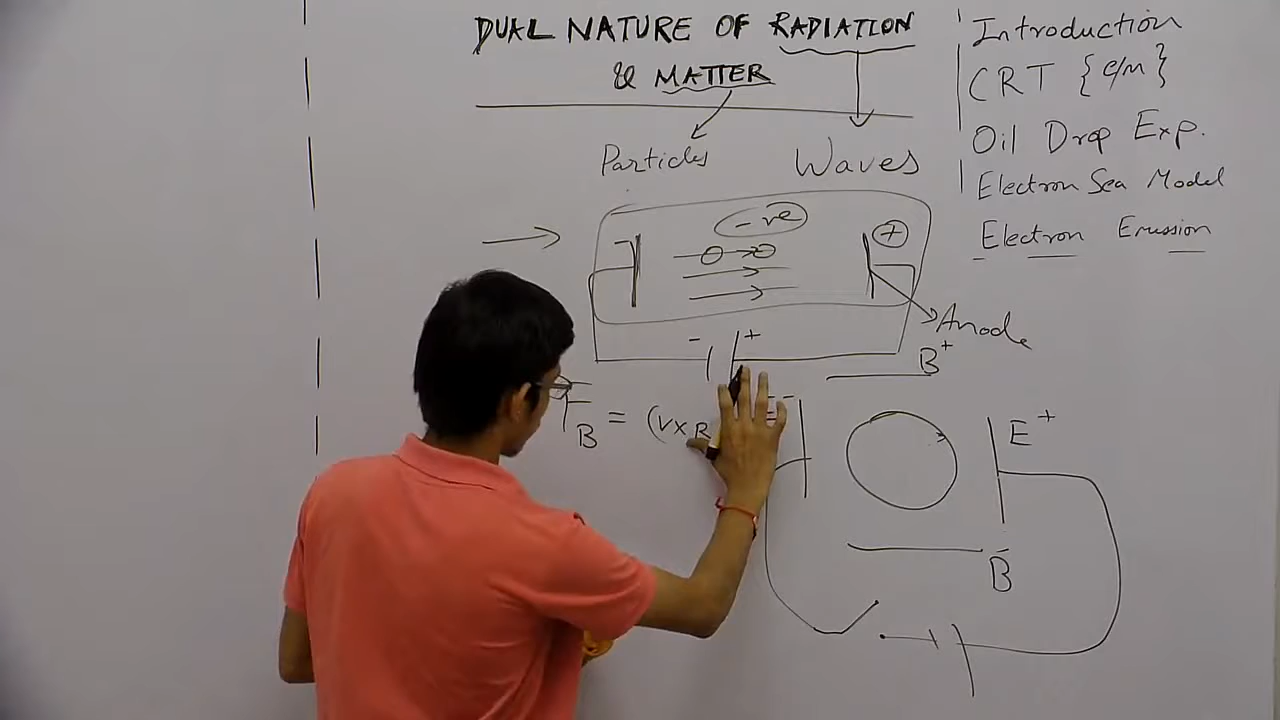 DUAL NATURE OF RADIATION
& MATTER
Particles
Waves
- ve
+
Anode
- +
B+
F B = (v x B
- -
E+
B-
Introduction
CRT {e/m}
Oil Drop Exp.
Electron Sea Model
Electron Emission